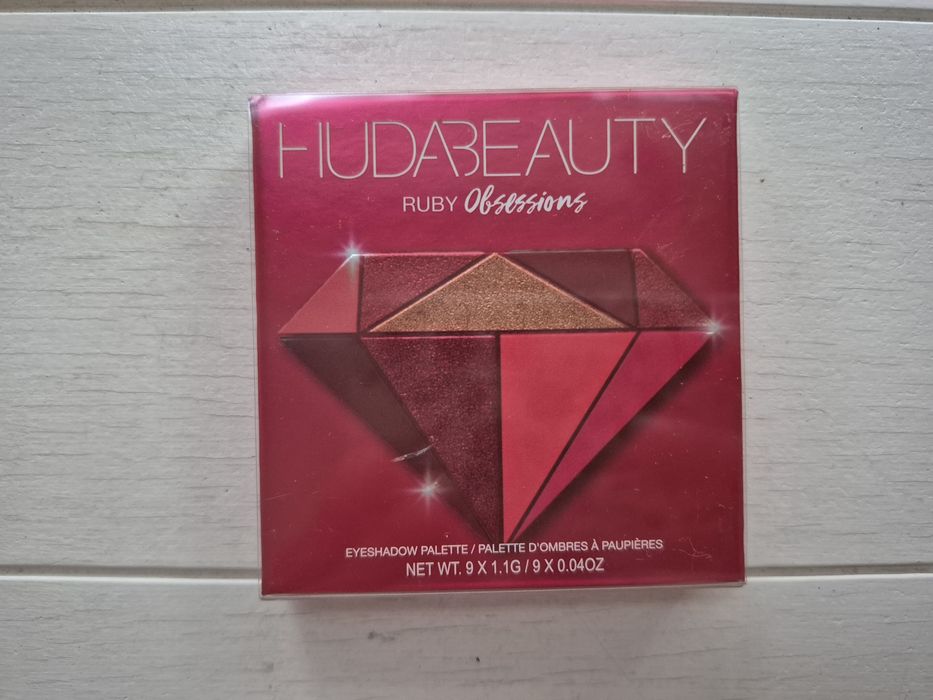 HUDABEAUTY
RUBY Obsessions
EYESHADOW PALETTE / PALETTE D'OMBRES À PAUPIÈRES
NET WT. 9 X 1.1G / 9 X 0.04OZ